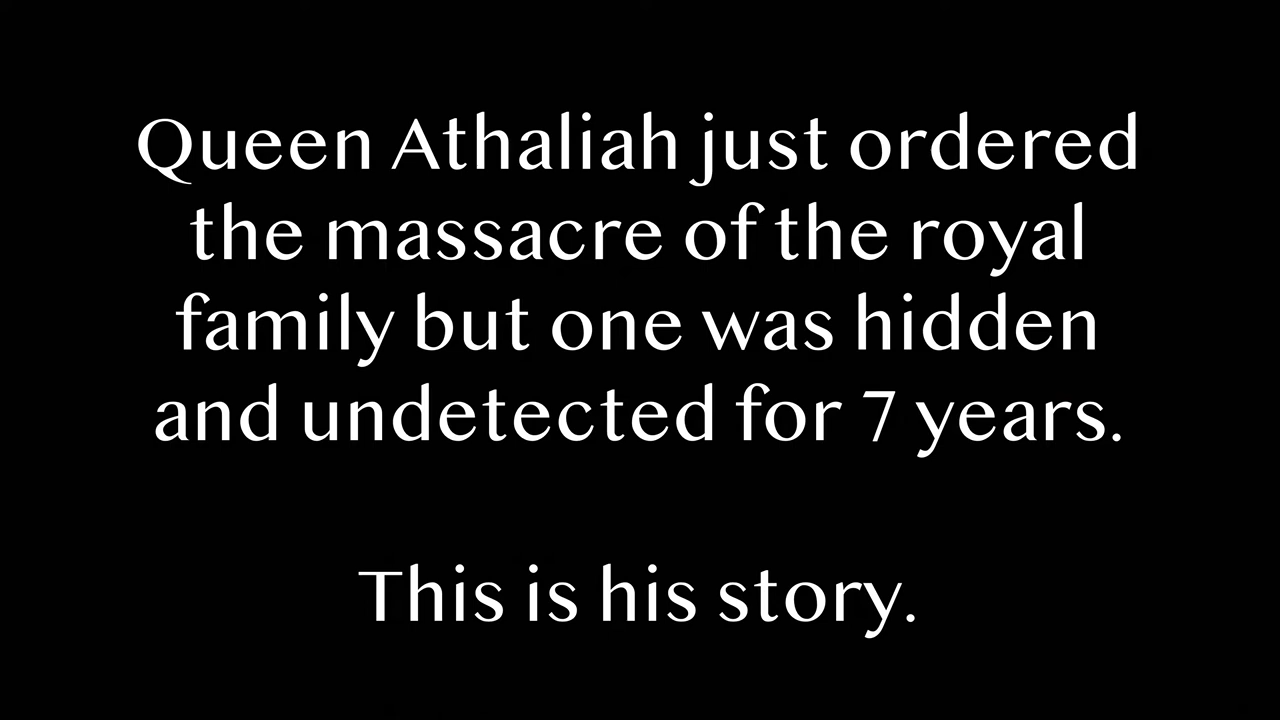 Queen Athaliah just ordered
the massacre of the royal
family but one was hidden
and undetected for 7 years.
This is his story.